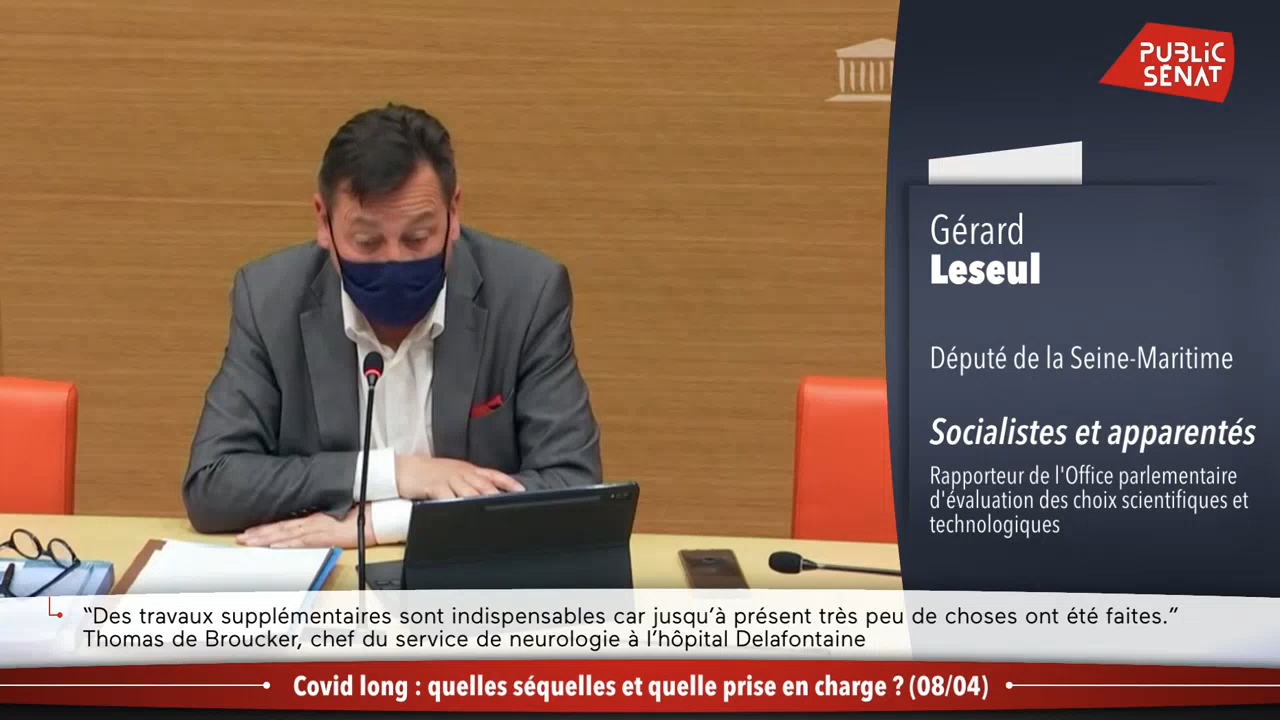 PUBLIC
SÉNAT
Gérard
Leseul
Député de la Seine-Maritime
Socialistes et apparentés
Rapporteur de l'Office parlementaire
d'évaluation des choix scientifiques et
technologiques
“Des travaux supplémentaires sont indispensables car jusqu’à présent très peu de choses ont été faites.”
Thomas de Broucker, chef du service de neurologie à l’hôpital Delafontaine
Covid long : quelles séquelles et quelle prise en charge ? (08/04)